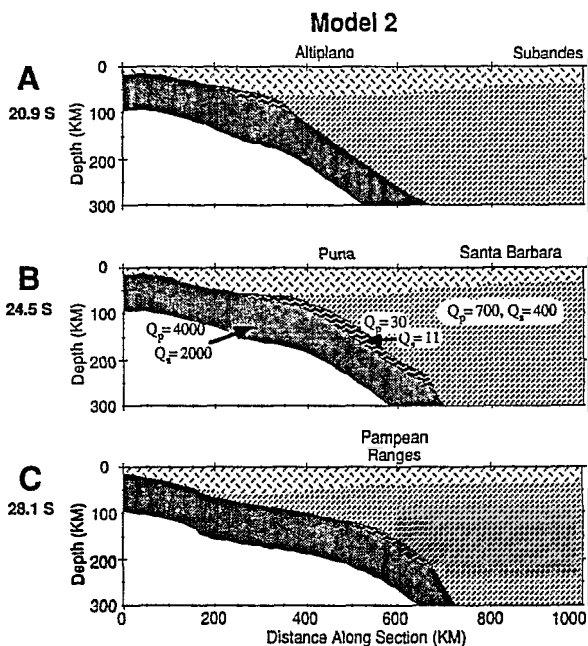 Model 2
Altiplano Subandes
A
20.9 S
0
100
200
300
Depth (KM)
Puna Santa Barbara
B
24.5 S
0
100
200
300
Depth (KM)
Qp=4000
Qs=2000
Qp=30
Qs=11
Qp=700, Qs=400
Pampean
Ranges
C
28.1 S
0
100
200
300
Depth (KM)
0 200 400 600 800 1000
Distance Along Section (KM)